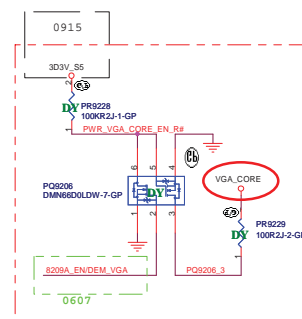 0915
3D3V_S5
2
DY
PR9228
100KR2J-1-GP
1
PWR_VGA_CORE_EN_R#
6 5 4
PQ9206
DMN66D0LDW-7-GP
DY
VGA_CORE
1 2 3
DY
PR9229
100R2J-2-GP
1
8209A_EN/DEM_VGA
PQ9206_3
0607